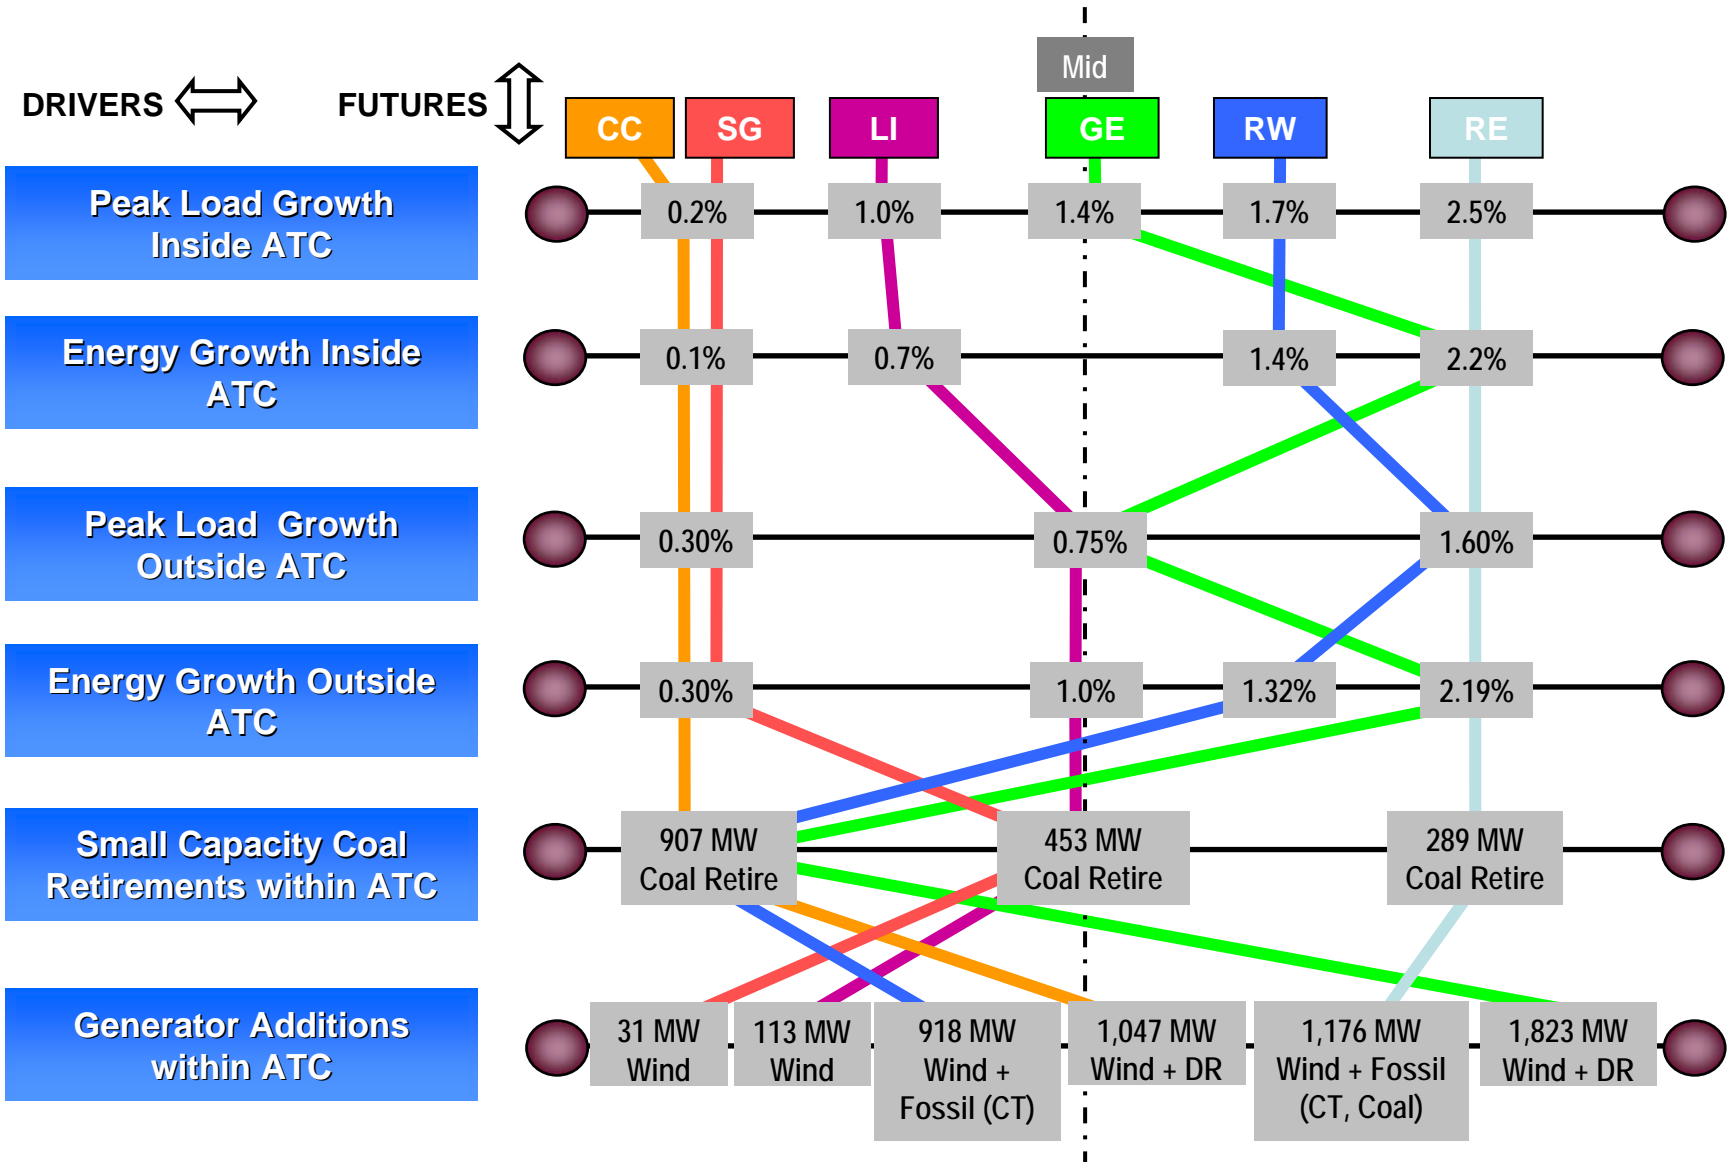 Mid
DRIVERS FUTURES
CC SG LI GE RW RE
Peak Load Growth
Inside ATC
0.2% 1.0% 1.4% 1.7% 2.5%
Energy Growth Inside
ATC
0.1% 0.7% 1.4% 2.2%
Peak Load Growth
Outside ATC
0.30% 0.75% 1.60%
Energy Growth Outside
ATC
0.30% 1.0% 1.32% 2.19%
Small Capacity Coal
Retirements within ATC
907 MW
Coal Retire
453 MW
Coal Retire
289 MW
Coal Retire
Generator Additions
within ATC
31 MW
Wind
113 MW
Wind
918 MW
Wind +
Fossil (CT)
1,047 MW
Wind + DR
1,176 MW
Wind + Fossil
(CT, Coal)
1,823 MW
Wind + DR